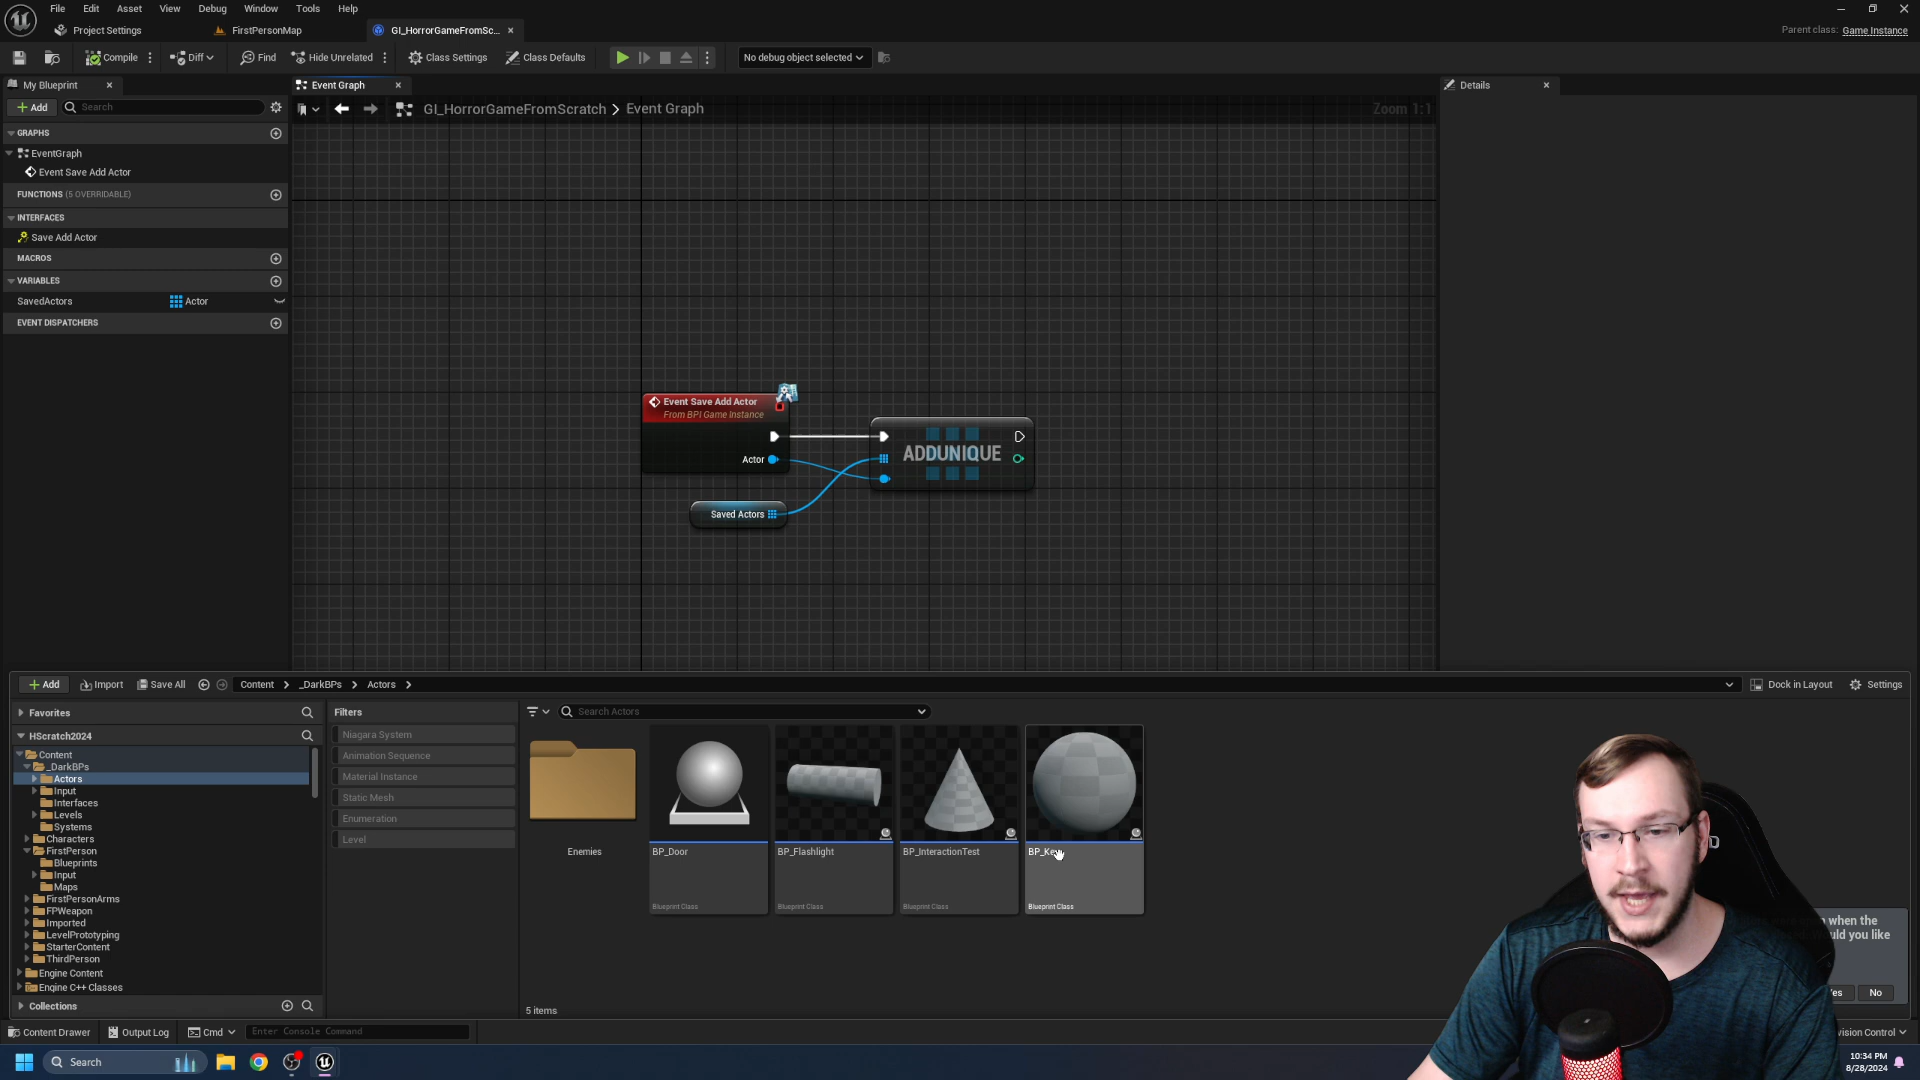 File Edit Asset View Debug Window Tools Help
Project Settings FirstPersonMap GI_HorrorGameFromSc...
Parent class: Game Instance
Compile Diff Find Hide Unrelated Class Settings Class Defaults No debug object selected
My Blueprint Event Graph Details
Add Search GI_HorrorGameFromScratch > Event Graph Zoom 1:1
GRAPHS
EventGraph
Event Save Add Actor
FUNCTIONS (5 OVERRIDABLE)
INTERFACES
Save Add Actor
MACROS
VARIABLES
SavedActors Actor
EVENT DISPATCHERS
Event Save Add Actor
From BPI Game Instance
Actor
ADDUNIQUE
Saved Actors
Add Import Save All Content > _DarkBPs > Actors > Dock in Layout Settings
Favorites
HScratch2024
Content
_DarkBPs
Actors
Input
Interfaces
Levels
Systems
Characters
FirstPerson
Blueprints
Input
Maps
FirstPersonArms
FPWeapon
Imported
LevelPrototyping
StarterContent
ThirdPerson
Engine Content
Engine C++ Classes
Collections
Filters
Niagara System
Animation Sequence
Material Instance
Static Mesh
Enumeration
Level
Search Actors
Enemies
BP_Door
Blueprint Class
BP_Flashlight
Blueprint Class
BP_InteractionTest
Blueprint Class
Blueprint Class
5 items
when the
you like
No
Content Drawer Output Log Cmd Enter Console Command Control
Search
10:34 PM
8/28/2024